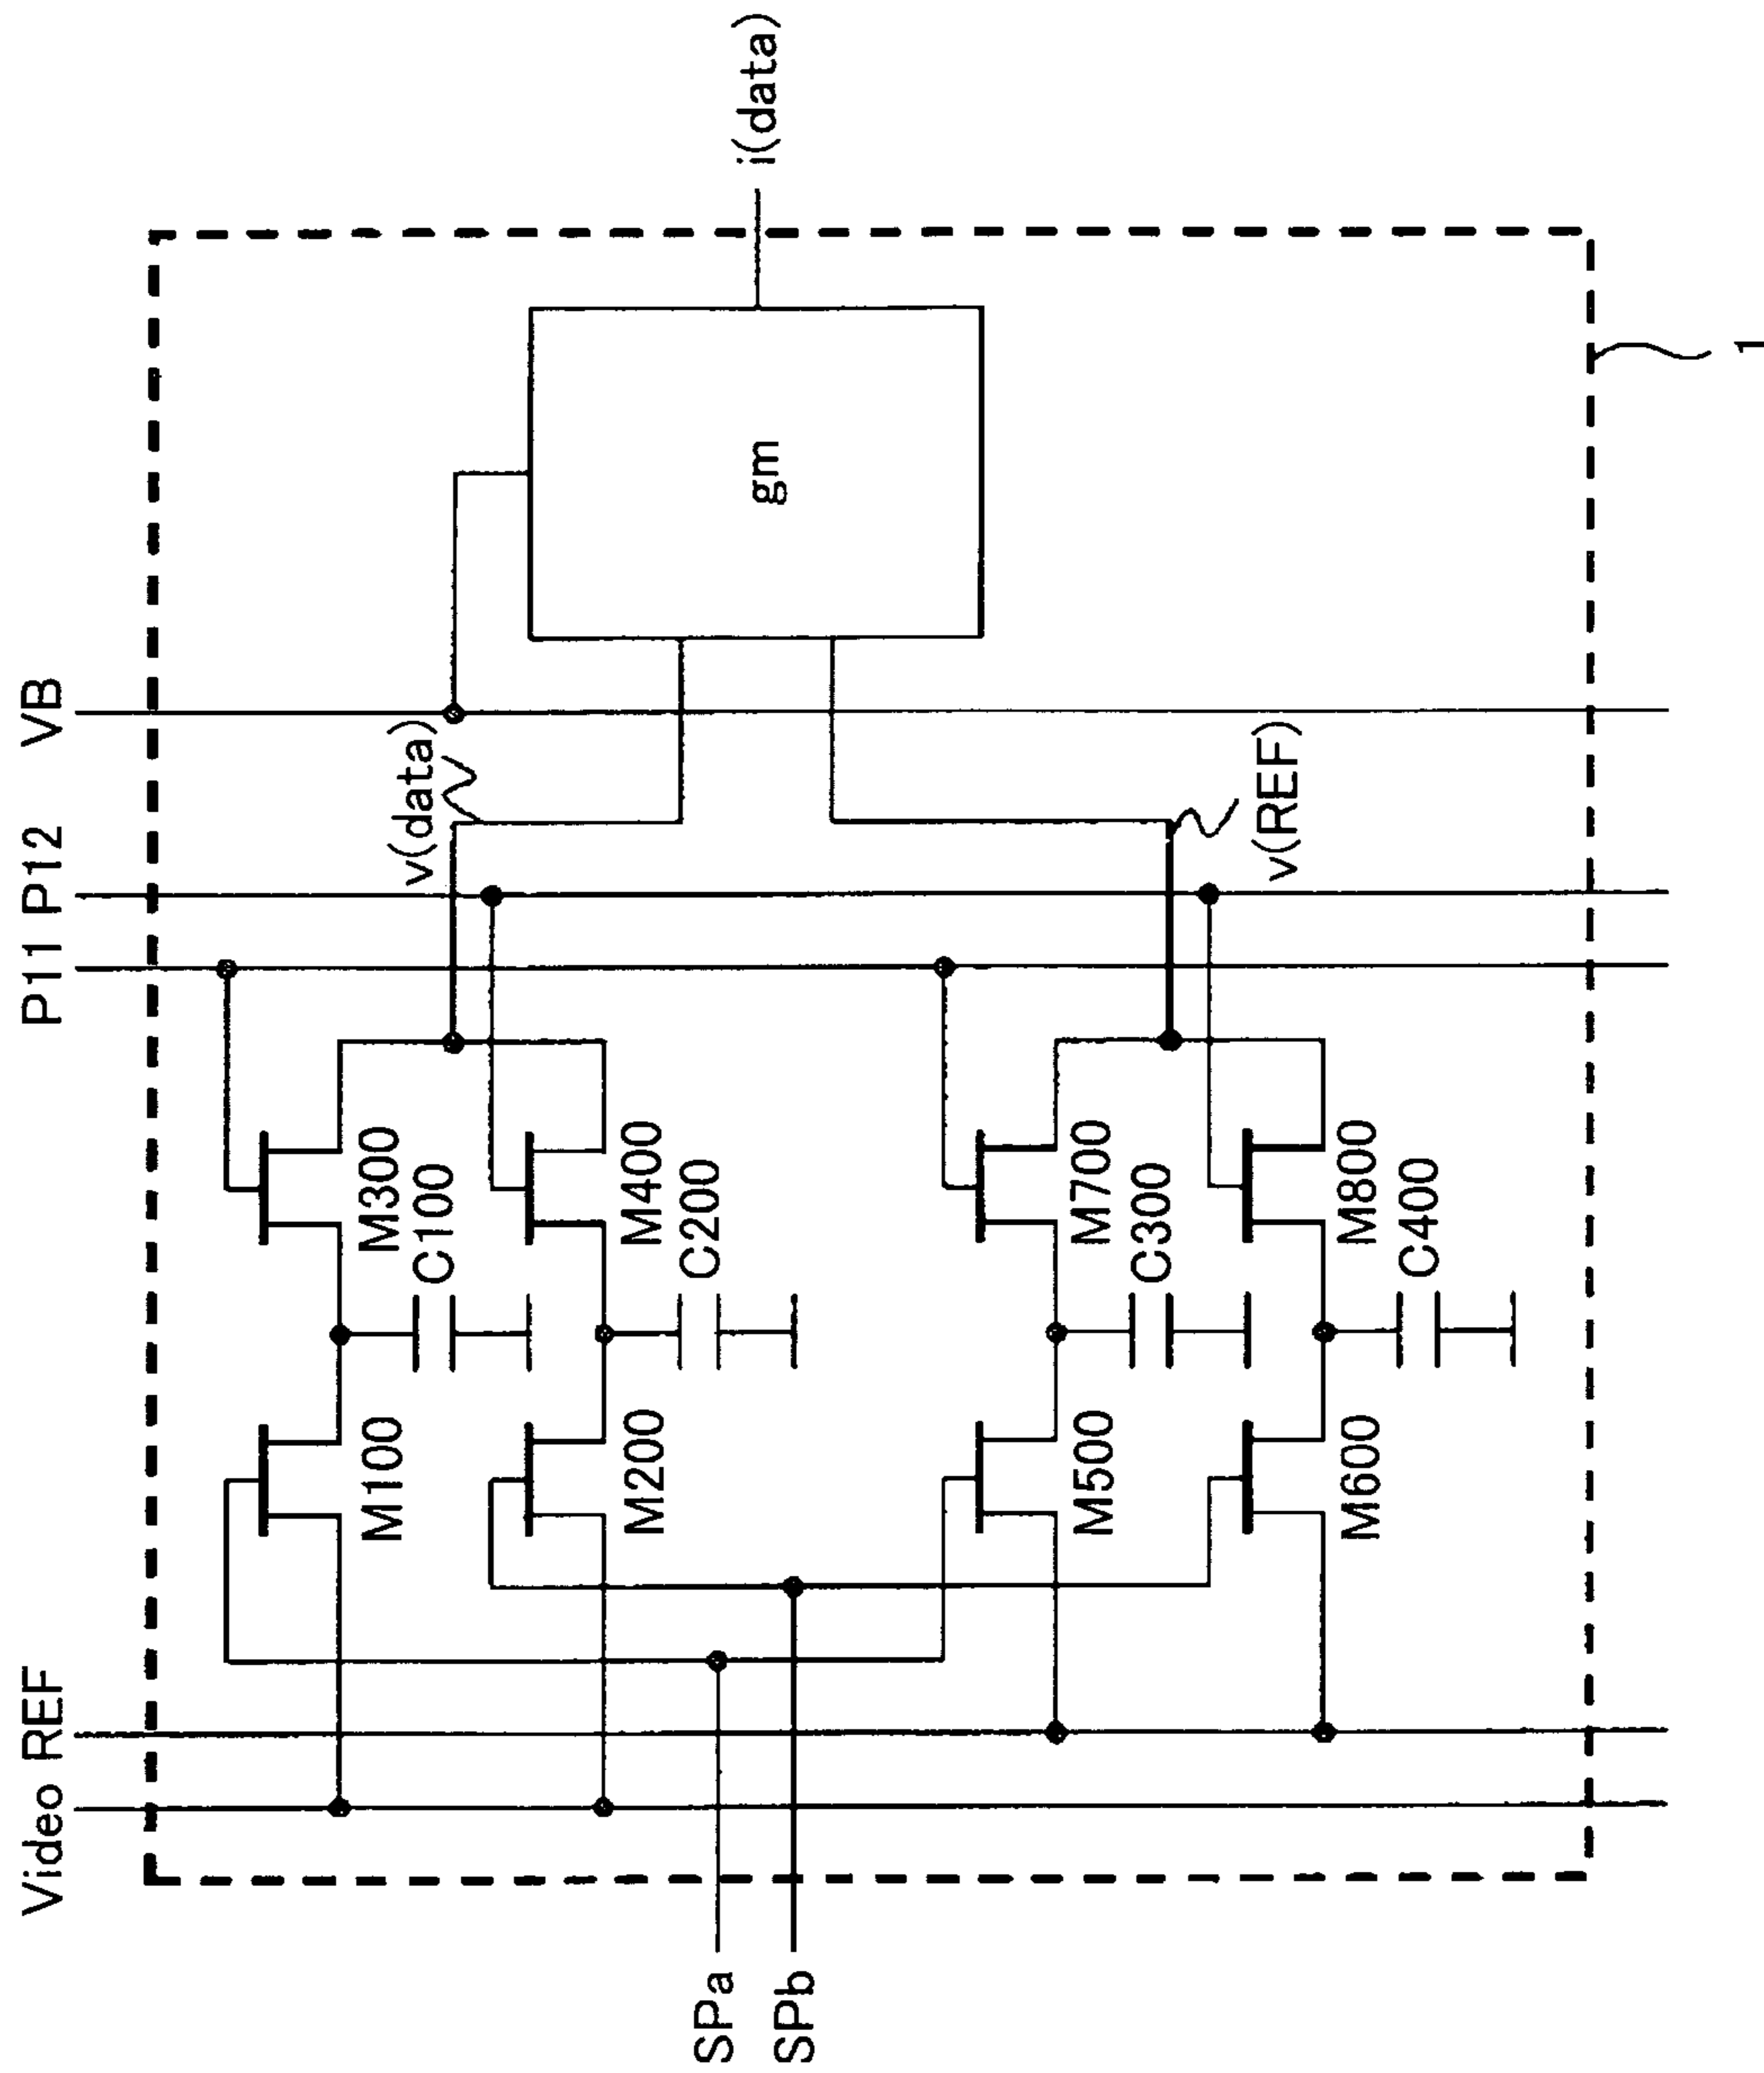 Video REF
P11 P12
VB
SPa
SPb
M100
M300
C100
M200
M400
C200
v(data)
M500
M700
C300
M600
M800
C400
v(REF)
gm
i(data)
1